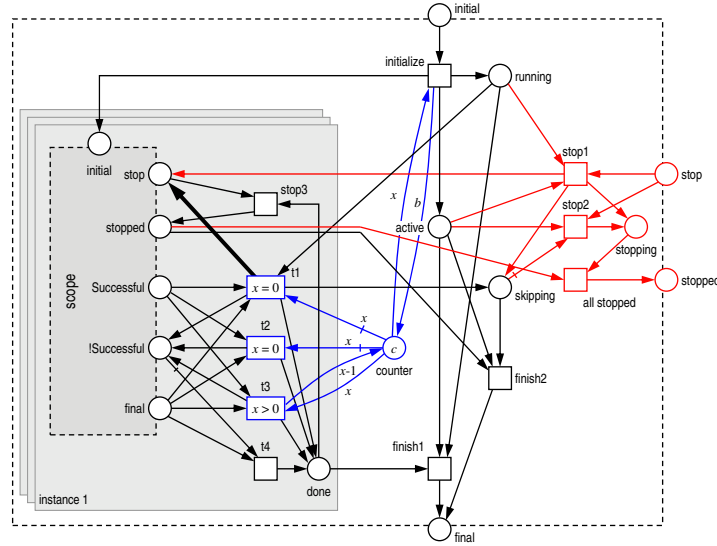 initial
initialize
running
initial
stop1
stop
stop
stop3
x
b
stop2
stopped
active
stopping
scope
t1
stopped
Successful
x = 0
skipping
all stopped
x
t2
!Successful
x = 0
x
c
x-1
counter
t3
x
finish2
final
x > 0
t4
finish1
instance 1
done
final